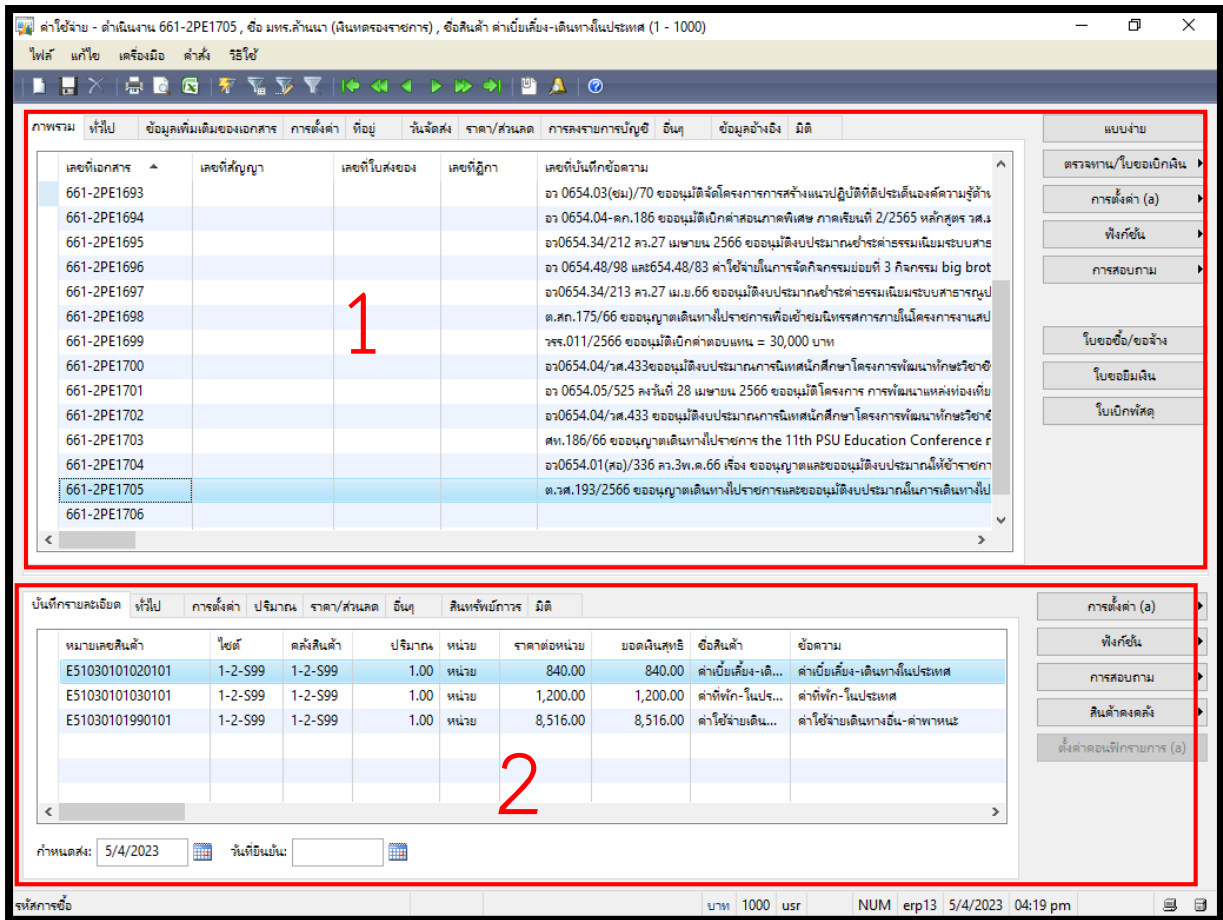 ค่าใช้จ่าย - ดำเนินงาน 661-2PE1705 , ชื่อ มทร.ล้านนา (เงินทดรองราชการ) , ชื่อสินค้า ค่าเบี้ยเลี้ยง-เดินทางในประเทศ (1 - 1000)
ไฟล์ แก้ไข เครื่องมือ คำสั่ง วิธีใช้
ภาพรวม ทั่วไป ข้อมูลเพิ่มเติมของเอกสาร การตั้งค่า ที่อยู่ วันจัดส่ง ราคา/ส่วนลด การลงรายการบัญชี อื่นๆ ข้อมูลอ้างอิง มิติ
แบบง่าย
ตรวจทาน/ใบขอเบิกเงิน
การตั้งค่า (a)
ฟังก์ชั่น
การสอบถาม
ใบขอซื้อ/ขอจ้าง
ใบขอยืมเงิน
ใบเบิกพัสดุ
เลขที่เอกสาร เลขที่สัญญา เลขที่ใบส่งของ เลขที่ฎีกา เลขที่บันทึกข้อความ
661-2PE1693 อว 0654.03(ชม)/70 ขออนุมัติจัดโครงการการสร้างแนวปฏิบัติที่ดีประเด็นองค์ความรู้ด้าน
661-2PE1694 อว 0654.04-ดก.186 ขออนุมัติเบิกค่าสอนภาคพิเศษ ภาคเรียนที่ 2/2565 หลักสูตร วศ.ม
661-2PE1695 อว0654.34/212 ลว.27 เมษายน 2566 ขออนุมัติงบประมาณชำระค่าธรรมเนียมระบบสาธ
661-2PE1696 อว 0654.48/98 และ654.48/83 ค่าใช้จ่ายในการจัดกิจกรรมย่อยที่ 3 กิจกรรม big brot
661-2PE1697 อว0654.34/213 ลว.27 เม.ย.66 ขออนุมัติงบประมาณชำระค่าธรรมเนียมระบบสาธารณูป
661-2PE1698 ต.สถ.175/66 ขออนุญาตเดินทางไปราชการเพื่อเข้าชมนิทรรศการภายในโครงการงานสป
661-2PE1699 วรร.011/2566 ขออนุมัติเบิกค่าตอบแทน = 30,000 บาท
661-2PE1700 อว0654.04/วศ.433ขออนุมัติงบประมาณการนิเทศนักศึกษาโครงการพัฒนาทักษะวิชาชี
661-2PE1701 อว 0654.05/525 ลงวันที่ 28 เมษายน 2566 ขออนุมัติโครงการ การพัฒนาแหล่งท่องเที่ย
661-2PE1702 อว0654.04/วศ.433 ขออนุมัติงบประมาณการนิเทศนักศึกษาโครงการพัฒนาทักษะวิชาชี
661-2PE1703 ศท.186/66 ขออนุญาตเดินทางไปราชการ the 11th PSU Education Conference r
661-2PE1704 อว0654.01(สอ)/336 ลว.3พ.ค.66 เรื่อง ขออนุญาตและขออนุมัติงบประมาณให้ข้าราชกา
661-2PE1705 ต.วศ.193/2566 ขออนุญาตเดินทางไปราชการและขออนุมัติงบประมาณในการเดินทางไป
661-2PE1706
1
บันทึกรายละเอียด ทั่วไป การตั้งค่า ปริมาณ ราคา/ส่วนลด อื่นๆ สินทรัพย์ถาวร มิติ
การตั้งค่า (a)
ฟังก์ชั่น
การสอบถาม
สินค้าคงคลัง
ตั้งค่าคอนฟิกรายการ (a)
หมายเลขสินค้า ไซต์ คลังสินค้า ปริมาณ หน่วย ราคาต่อหน่วย ยอดเงินสุทธิ ชื่อสินค้า ข้อความ
E51030101020101 1-2-S99 1-2-S99 1.00 หน่วย 840.00 840.00 ค่าเบี้ยเลี้ยง-เดิ... ค่าเบี้ยเลี้ยง-เดินทางในประเทศ
E51030101030101 1-2-S99 1-2-S99 1.00 หน่วย 1,200.00 1,200.00 ค่าที่พัก-ในปร... ค่าที่พัก-ในประเทศ
E51030101990101 1-2-S99 1-2-S99 1.00 หน่วย 8,516.00 8,516.00 ค่าใช้จ่ายเดิน... ค่าใช้จ่ายเดินทางอื่น-ค่าพาหนะ
2
กำหนดส่ง: 5/4/2023 วันที่ยืนยัน:
รหัสการซื้อ บาท 1000 usr NUM erp13 5/4/2023 04:19 pm